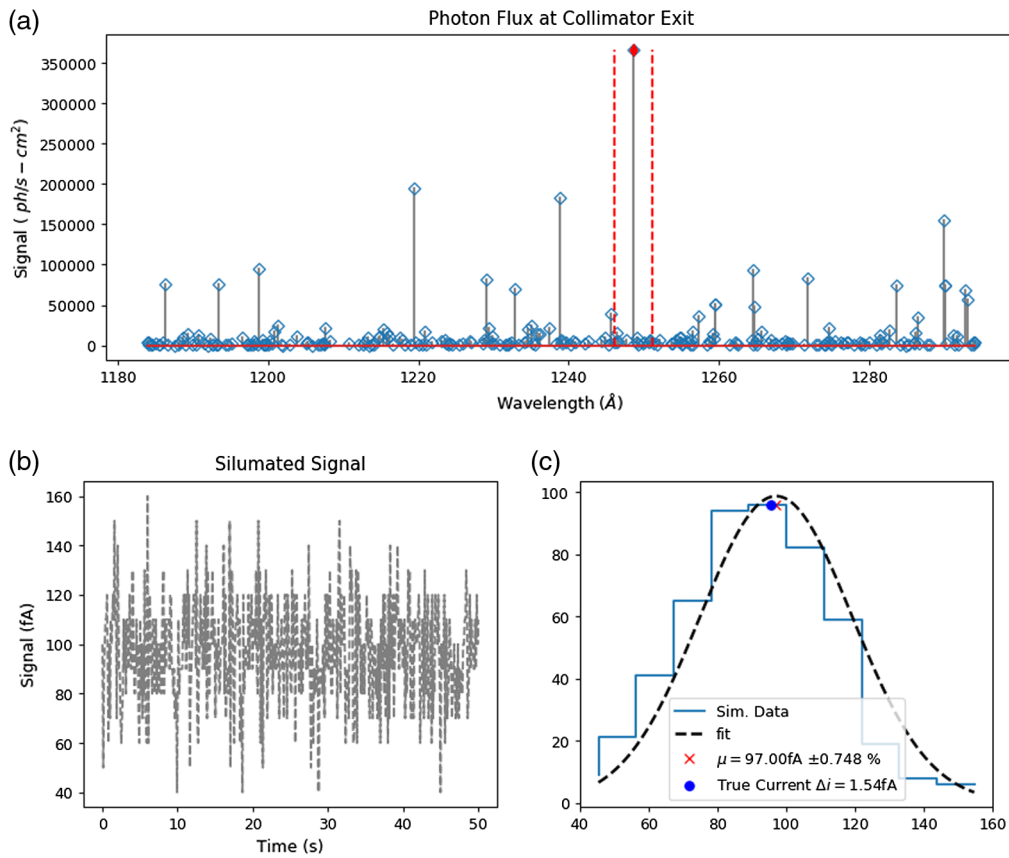 (a)
Photon Flux at Collimator Exit
Signal ( ph/s − cm²)
350000
300000
250000
200000
150000
100000
50000
0
1180 1200 1220 1240 1260 1280
Wavelength (Å)
(b)
Silumated Signal
Signal (fA)
160
140
120
100
80
60
40
0 10 20 30 40 50
Time (s)
(c)
100
80
60
40
20
0
Sim. Data
fit
μ = 97.00fA ±0.748 %
True Current Δi = 1.54fA
40 60 80 100 120 140 160